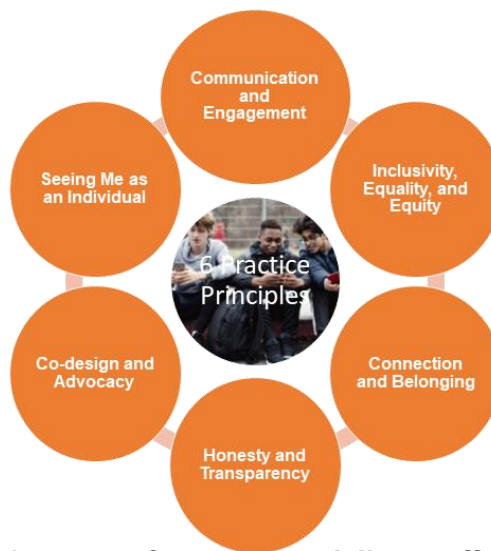 Communication
and
Engagement
Inclusivity,
Equality, and
Equity
Connection
and Belonging
Honesty and
Transparency
Co-design and
Advocacy
Seeing Me as
an Individual
6 Practice
Principles